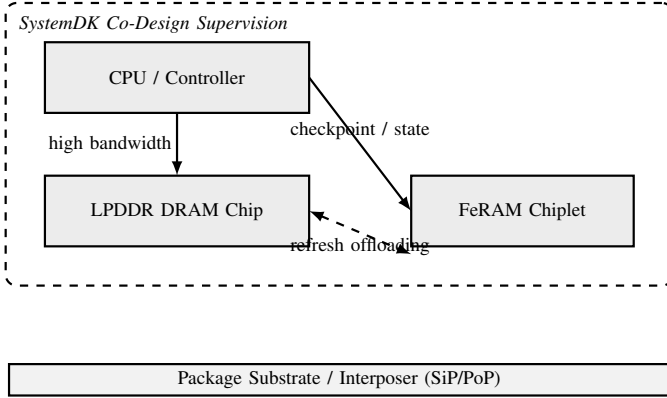 SystemDK Co-Design Supervision
CPU / Controller
checkpoint / state
high bandwidth
LPDDR DRAM Chip
FeRAM Chiplet
refresh offloading
Package Substrate / Interposer (SiP/PoP)